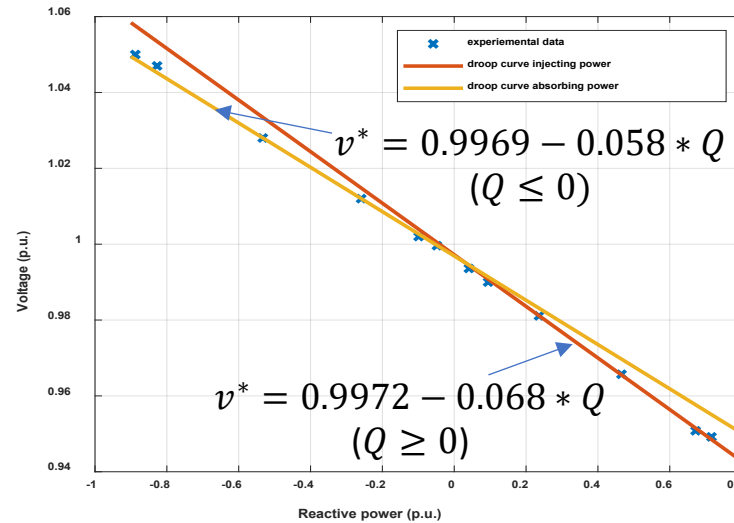 1.06
1.04
1.02
1
0.98
0.96
0.94
Voltage (p.u.)
experiemental data
droop curve injecting power
droop curve absorbing power
v* = 0.9969 − 0.058 * Q
(Q ≤ 0)
v* = 0.9972 − 0.068 * Q
(Q ≥ 0)
-1 -0.8 -0.6 -0.4 -0.2 0 0.2 0.4 0.6 0.8
Reactive power (p.u.)